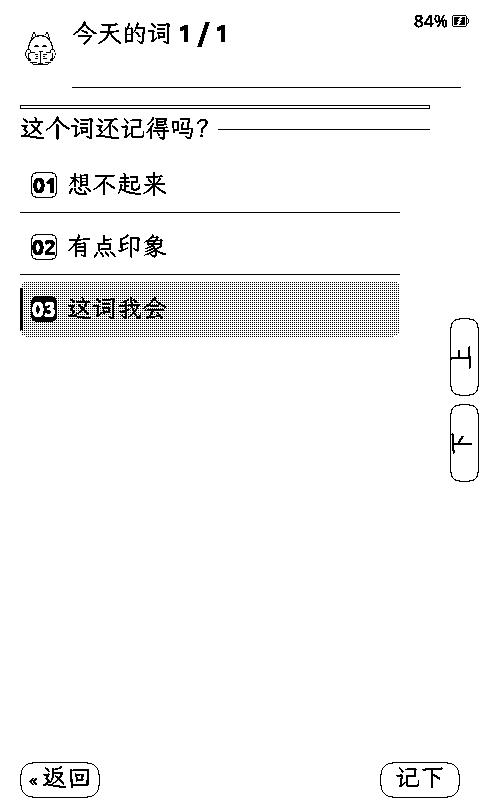 84%
今天的词 1 / 1
这个词还记得吗？
01 想不起来
02 有点印象
03 这词我会
上
下
« 返回
记下